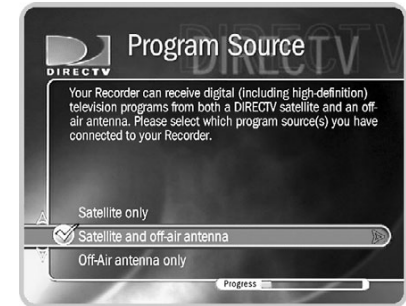 DIRECTV
Program Source
DIRECTV
Your Recorder can receive digital (including high-definition)
television programs from both a DIRECTV satellite and an off-
air antenna. Please select which program source(s) you have
connected to your Recorder.
Satellite only
Satellite and off-air antenna
Off-Air antenna only
Progress